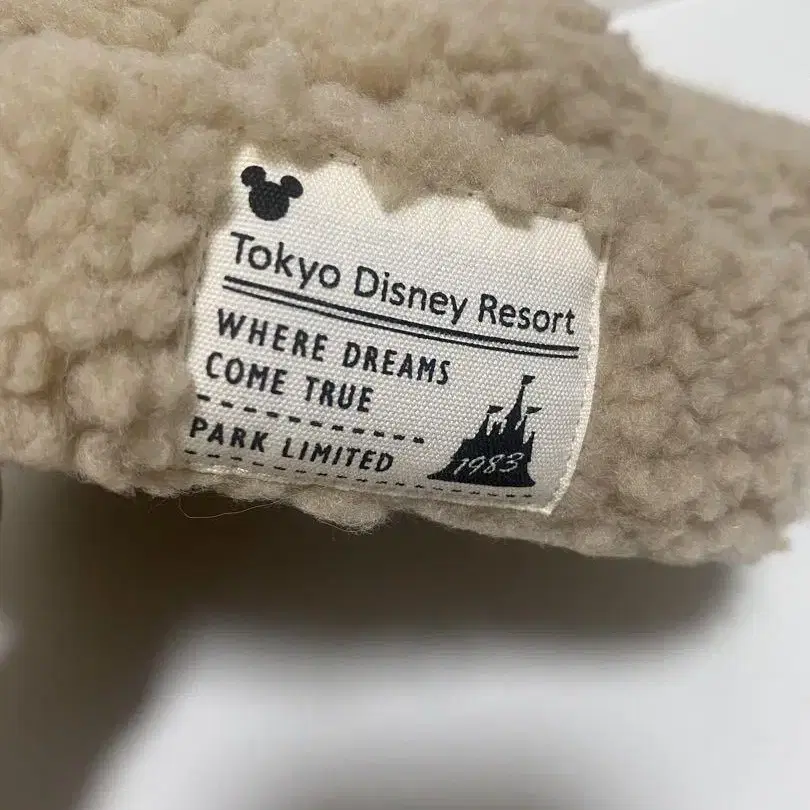 Tokyo Disney Resort
WHERE DREAMS
COME TRUE
PARK LIMITED
1983